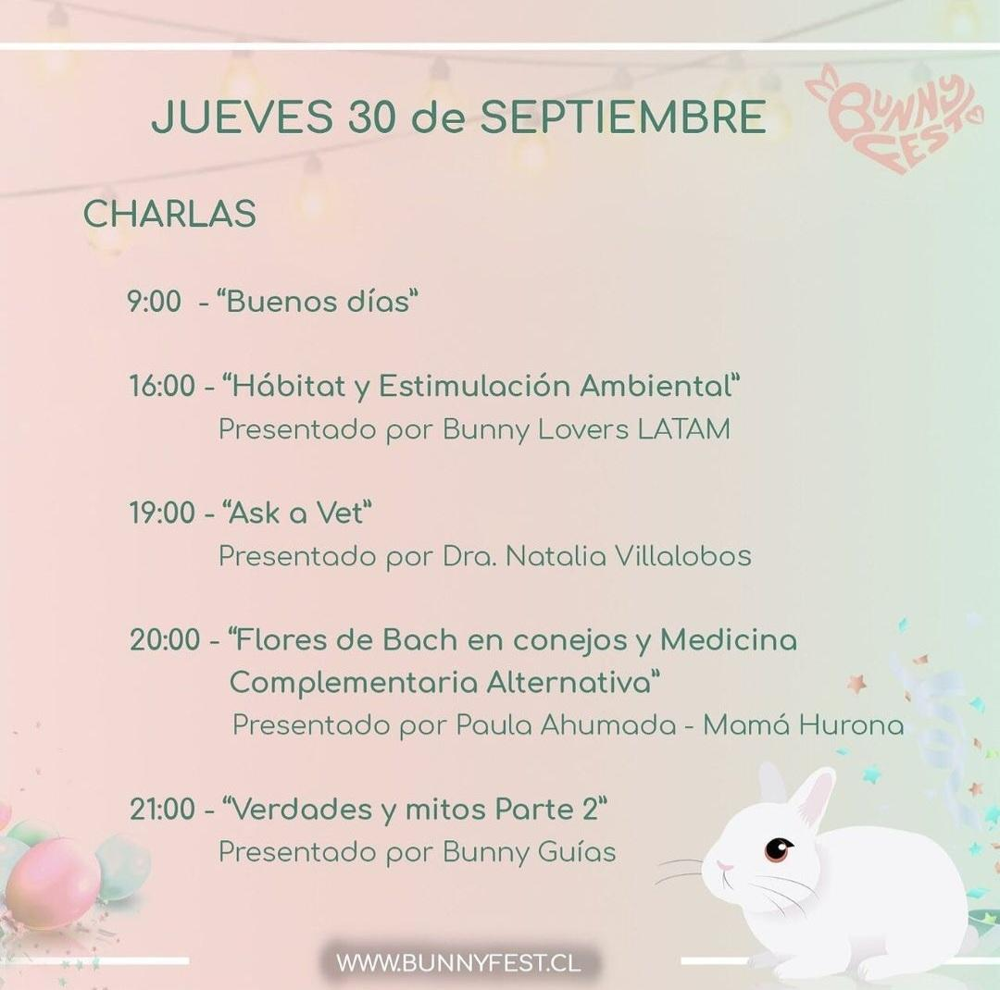 JUEVES 30 de SEPTIEMBRE
BUNNY
FEST
CHARLAS
9:00 - “Buenos días”
16:00 - “Hábitat y Estimulación Ambiental”
Presentado por Bunny Lovers LATAM
19:00 - “Ask a Vet”
Presentado por Dra. Natalia Villalobos
20:00 - “Flores de Bach en conejos y Medicina
Complementaria Alternativa”
Presentado por Paula Ahumada - Mamá Hurona
21:00 - “Verdades y mitos Parte 2”
Presentado por Bunny Guías
WWW.BUNNYFEST.CL